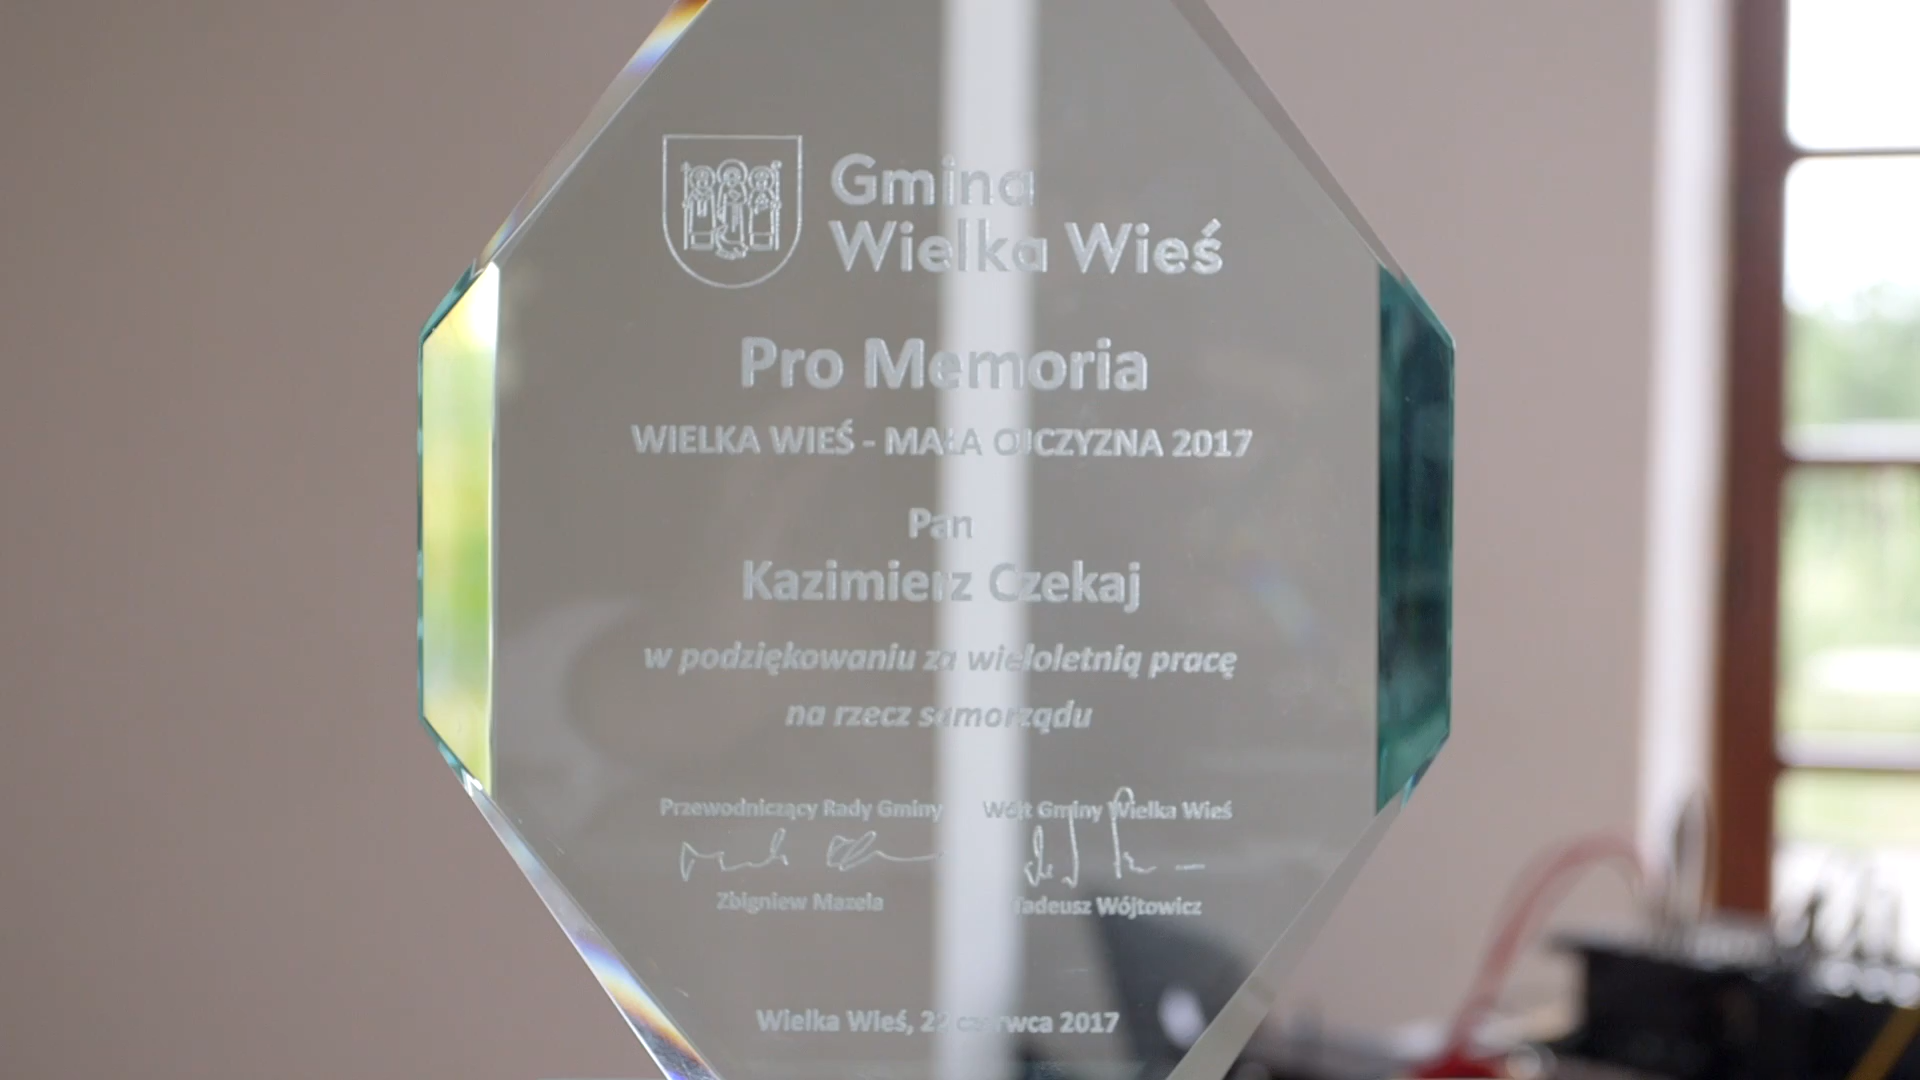 Gmina
Wielka Wieś
Pro Memoria
WIELKA WIEŚ - MAŁA OJCZYZNA 2017
Pan
Kazimierz Czekaj
w podziękowaniu za wieloletnią pracę
na rzecz samorządu
Przewodniczący Rady Gminy Wójt Gminy Wielka Wieś
Zbigniew Mazela Tadeusz Wójtowicz
Wielka Wieś, czerwca 2017